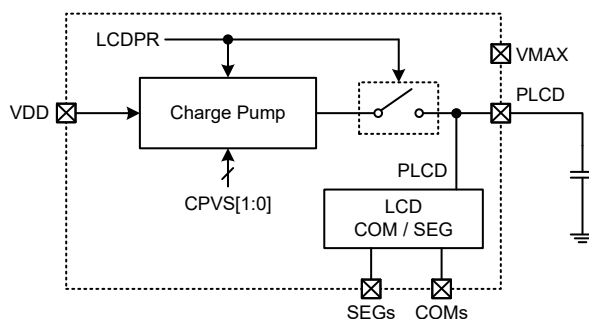 LCDPR
VMAX
VDD
Charge Pump
PLCD
PLCD
CPVS[1:0]
LCD
COM / SEG
SEGs
COMs